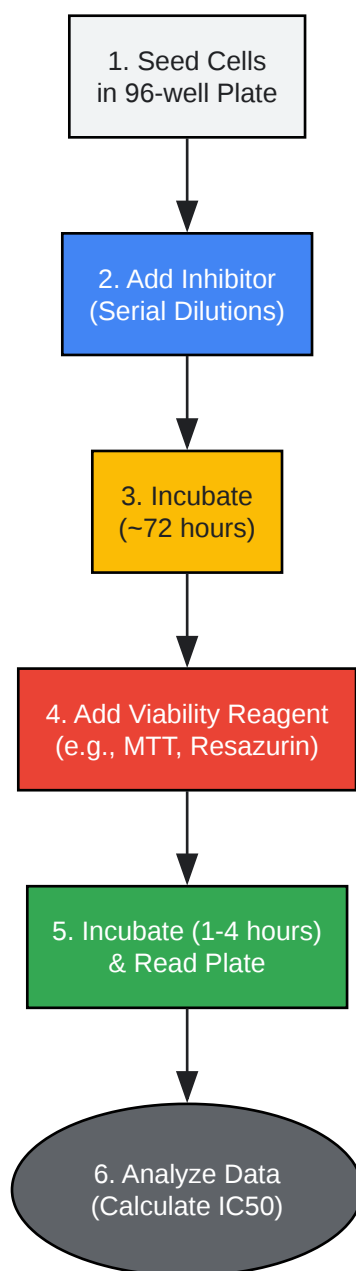 1. Seed Cells
in 96-well Plate
2. Add Inhibitor
(Serial Dilutions)
3. Incubate
(~72 hours)
4. Add Viability Reagent
(e.g., MTT, Resazurin)
5. Incubate (1-4 hours)
& Read Plate
6. Analyze Data
(Calculate IC50)